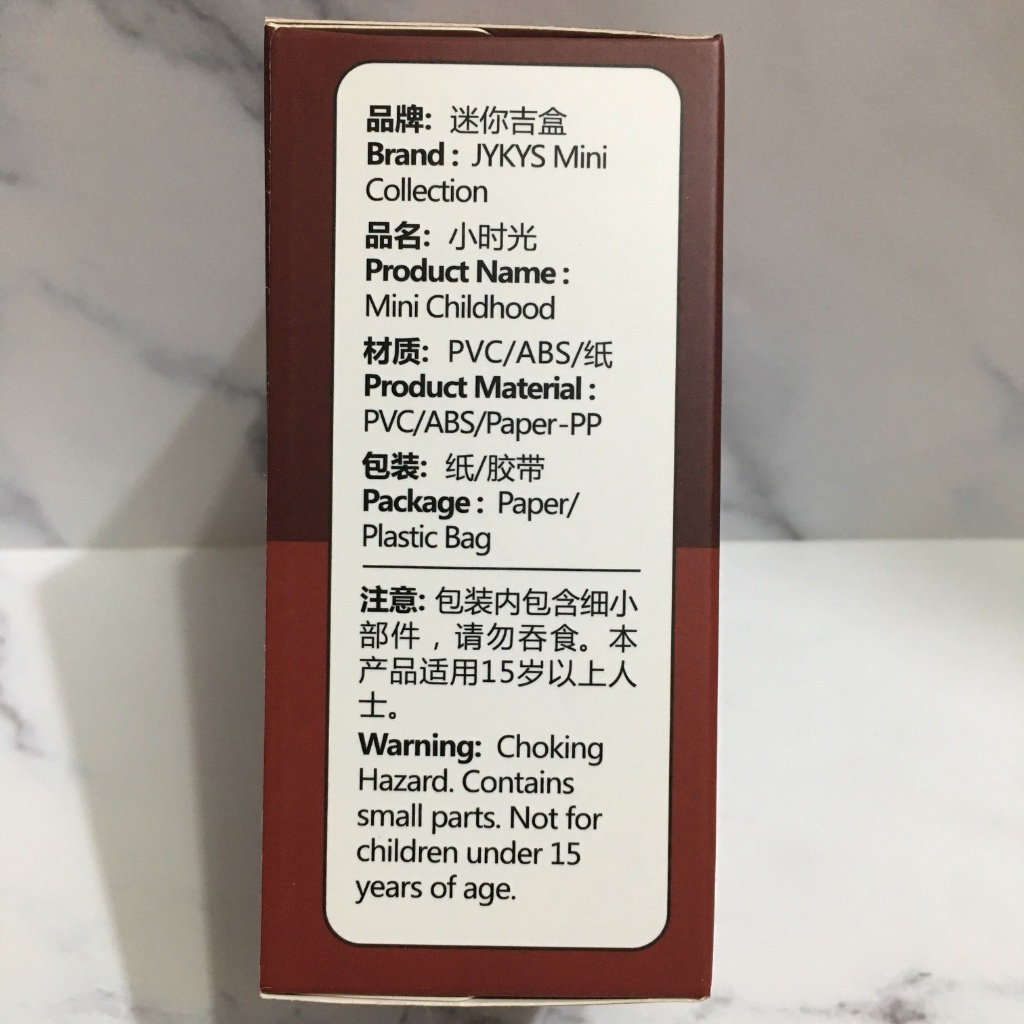 品牌: 迷你吉盒
Brand : JYKYS Mini
Collection
品名: 小时光
Product Name :
Mini Childhood
材质: PVC/ABS/纸
Product Material :
PVC/ABS/Paper-PP
包装: 纸/胶带
Package : Paper/
Plastic Bag
注意: 包装内包含细小
部件，请勿吞食。本
产品适用15岁以上人
士。
Warning: Choking
Hazard. Contains
small parts. Not for
children under 15
years of age.